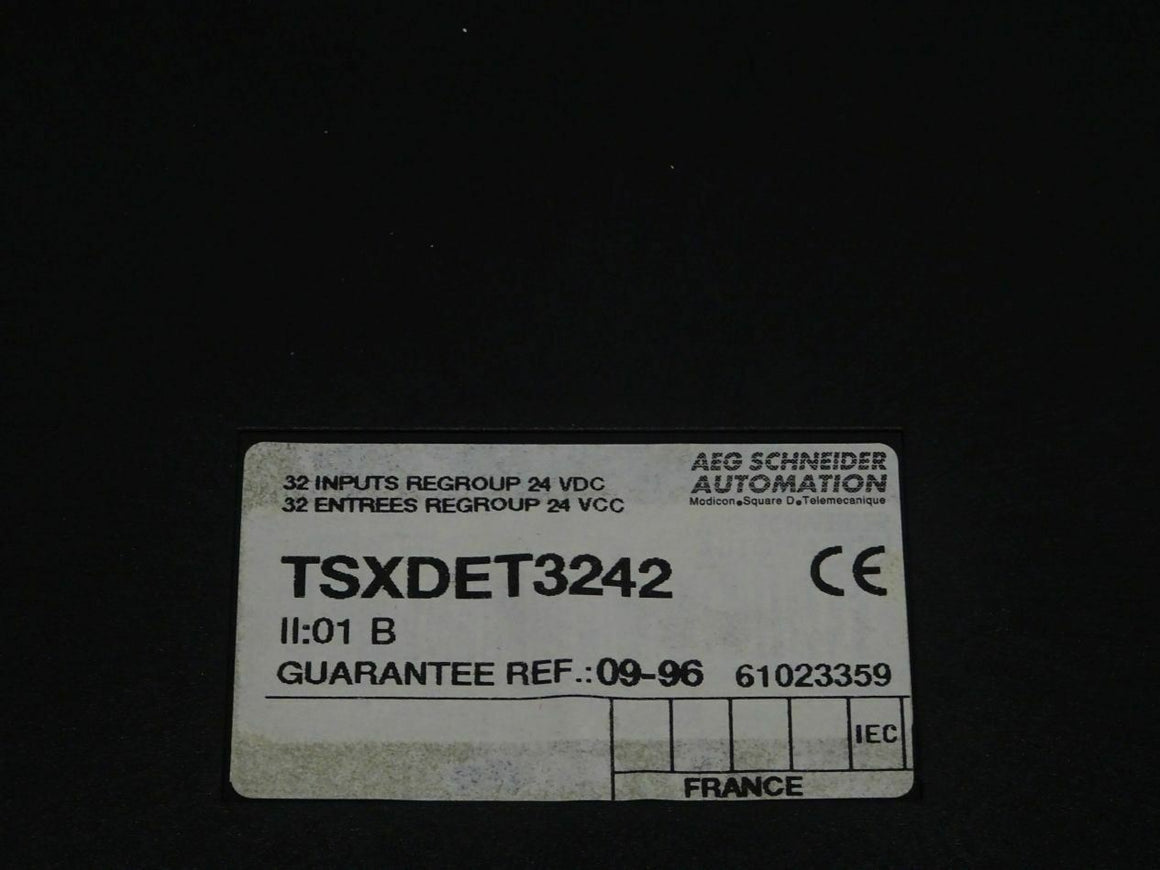 32 INPUTS REGROUP 24 VDC
32 ENTREES REGROUP 24 VCC
AEG SCHNEIDER
AUTOMATION
Modicon●Square D●Telemecanique
TSXDET3242
CE
II:01 B
GUARANTEE REF.:09-96 61023359
IEC
FRANCE